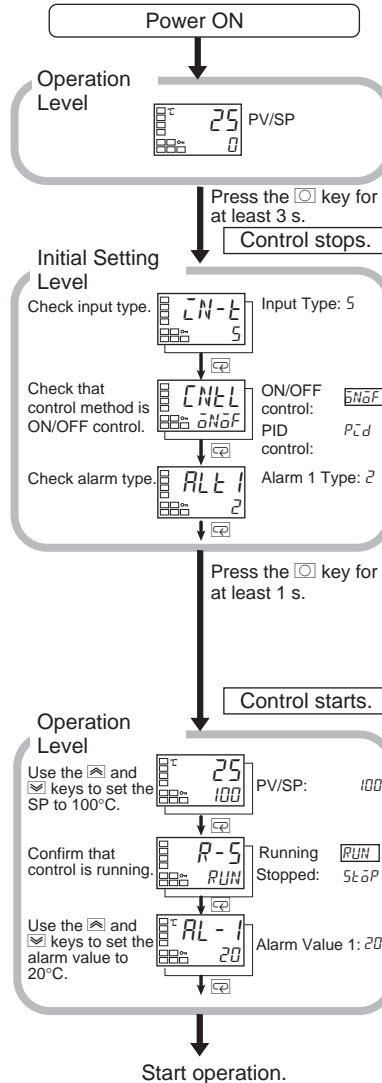 Power ON
Operation
Level
℃
25
PV/SP
0
Press the key for
at least 3 s.
Control stops.
Initial Setting
Level
Check input type.
IN-t
5
Input Type: 5
Check that
control method is
ON/OFF control.
CNtL
oNoF
ON/OFF
control:
oNoF
PID
control:
Pid
Check alarm type.
ALt1
2
Alarm 1 Type: 2
Press the key for
at least 1 s.
Control starts.
Operation
Level
Use the and
keys to set the
SP to 100°C.
℃
25
100
PV/SP:
100
Confirm that
control is running.
R-S
RUN
Running
RUN
Stopped:
StoP
Use the and
keys to set the
alarm value to
20°C.
℃
AL-1
20
Alarm Value 1: 20
Start operation.